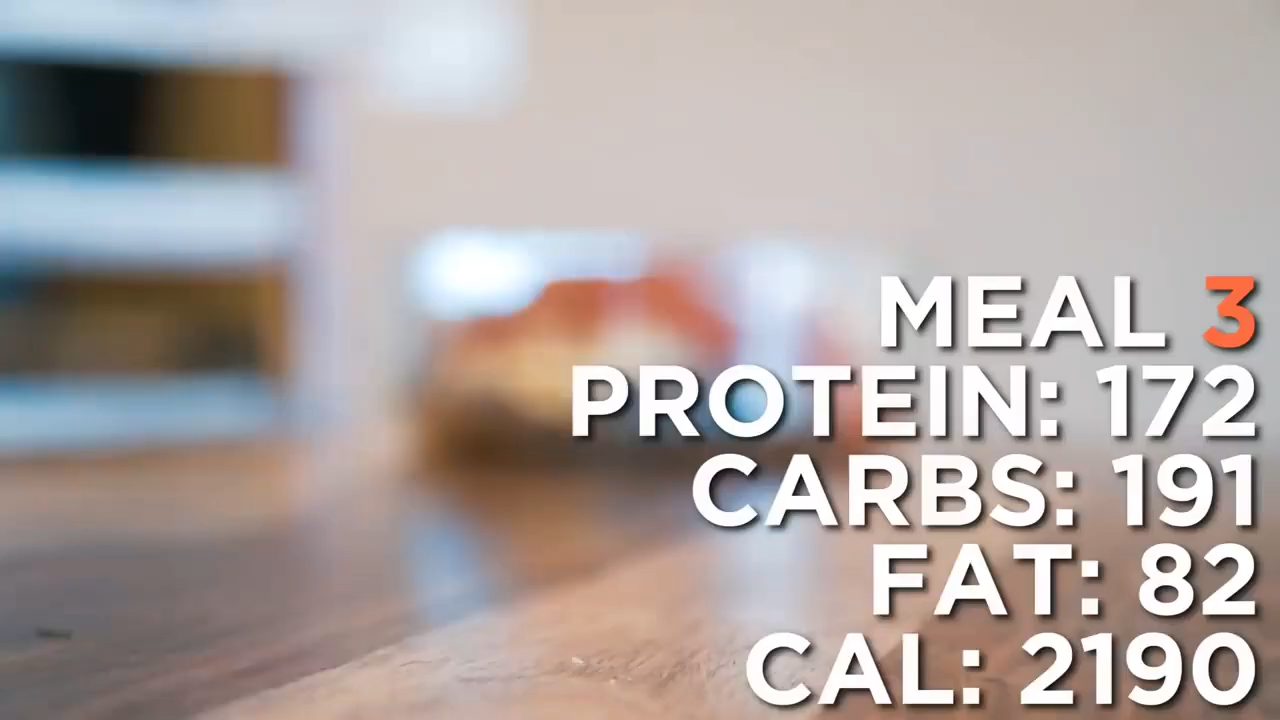 MEAL 3
PROTEIN: 172
CARBS: 191
FAT: 82
CAL: 2190